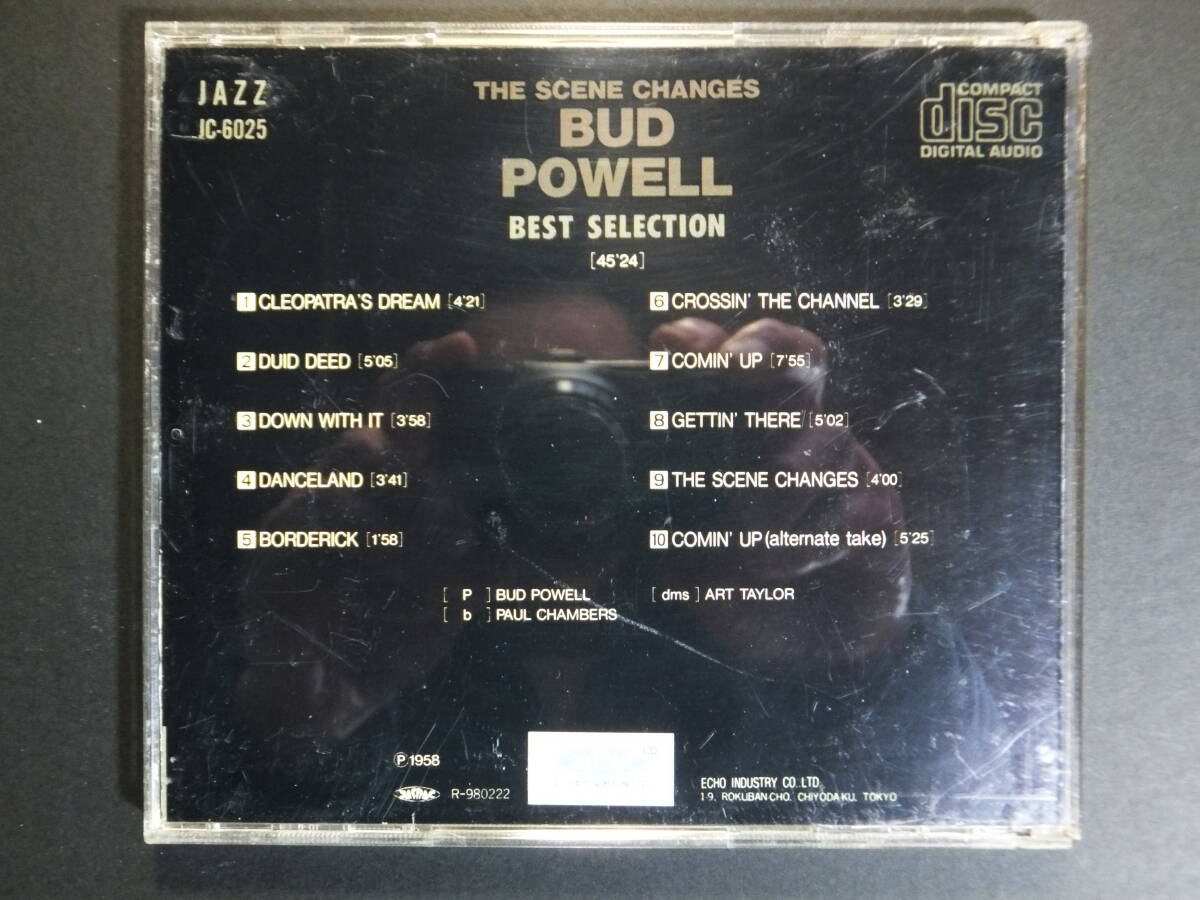 JAZZ
JC-6025
THE SCENE CHANGES
BUD
POWELL
BEST SELECTION
[45'24]
COMPACT
disc
DIGITAL AUDIO
1 CLEOPATRA'S DREAM [4'21]
2 DUID DEED [5'05]
3 DOWN WITH IT [3'58]
4 DANCELAND [3'41]
5 BORDERICK [1'58]
6 CROSSIN' THE CHANNEL [3'29]
7 COMIN' UP [7'55]
8 GETTIN' THERE [5'02]
9 THE SCENE CHANGES [4'00]
10 COMIN' UP (alternate take) [5'25]
[ P ] BUD POWELL
[ dms ] ART TAYLOR
[ b ] PAUL CHAMBERS
Ⓟ1958
JASRAC R-980222
CD
ECHO INDUSTRY CO.LTD.
1-9, ROKUBAN CHO, CHIYODA KU, TOKYO